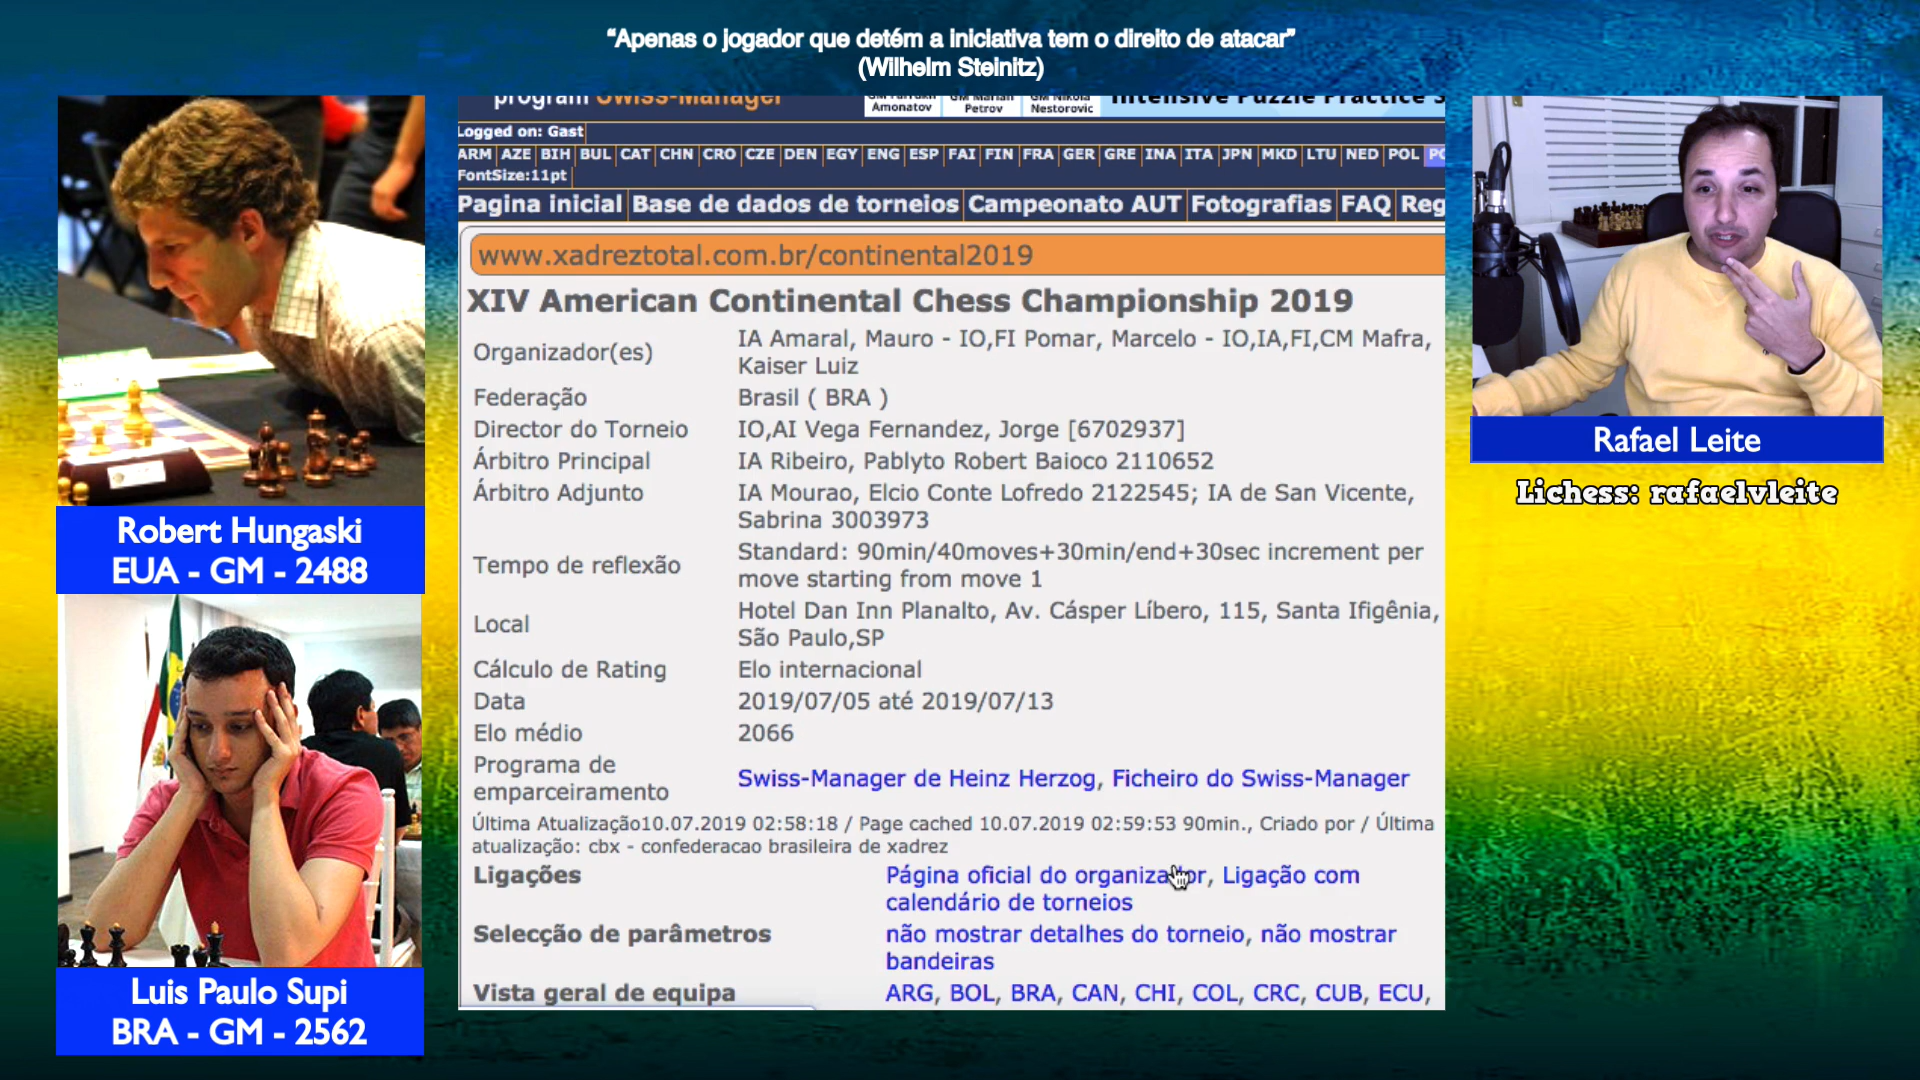 “Apenas o jogador que detém a iniciativa tem o direito de atacar”
(Wilhelm Steinitz)
program Swiss-Manager
Amonatov
GM Marian
Petrov
GM Nikola
Nestorovic
Intensive Puzzle Practice
Logged on: Gast
ARM AZE BIH BUL CAT CHN CRO CZE DEN EGY ENG ESP FAI FIN FRA GER GRE INA ITA JPN MKD LTU NED POL
FontSize:11pt
Pagina inicial Base de dados de torneios Campeonato AUT Fotografias FAQ Reg
www.xadreztotal.com.br/continental2019
XIV American Continental Chess Championship 2019
Organizador(es)
IA Amaral, Mauro - IO,FI Pomar, Marcelo - IO,IA,FI,CM Mafra,
Kaiser Luiz
Federação
Brasil ( BRA )
Director do Torneio
IO,AI Vega Fernandez, Jorge [6702937]
Árbitro Principal
IA Ribeiro, Pablyto Robert Baioco 2110652
Árbitro Adjunto
IA Mourao, Elcio Conte Lofredo 2122545; IA de San Vicente,
Sabrina 3003973
Tempo de reflexão
Standard: 90min/40moves+30min/end+30sec increment per
move starting from move 1
Local
Hotel Dan Inn Planalto, Av. Cásper Líbero, 115, Santa Ifigênia,
São Paulo,SP
Cálculo de Rating
Elo internacional
Data
2019/07/05 até 2019/07/13
Elo médio
2066
Programa de
emparceiramento
Swiss-Manager de Heinz Herzog, Ficheiro do Swiss-Manager
Última Atualização10.07.2019 02:58:18 / Page cached 10.07.2019 02:59:53 90min., Criado por / Última
atualização: cbx - confederacao brasileira de xadrez
Ligações
Página oficial do organizador, Ligação com
calendário de torneios
Selecção de parâmetros
não mostrar detalhes do torneio, não mostrar
bandeiras
Vista geral de equipa
ARG, BOL, BRA, CAN, CHI, COL, CRC, CUB, ECU,
Robert Hungaski
EUA - GM - 2488
Luis Paulo Supi
BRA - GM - 2562
Rafael Leite
Lichess: rafaelvleite